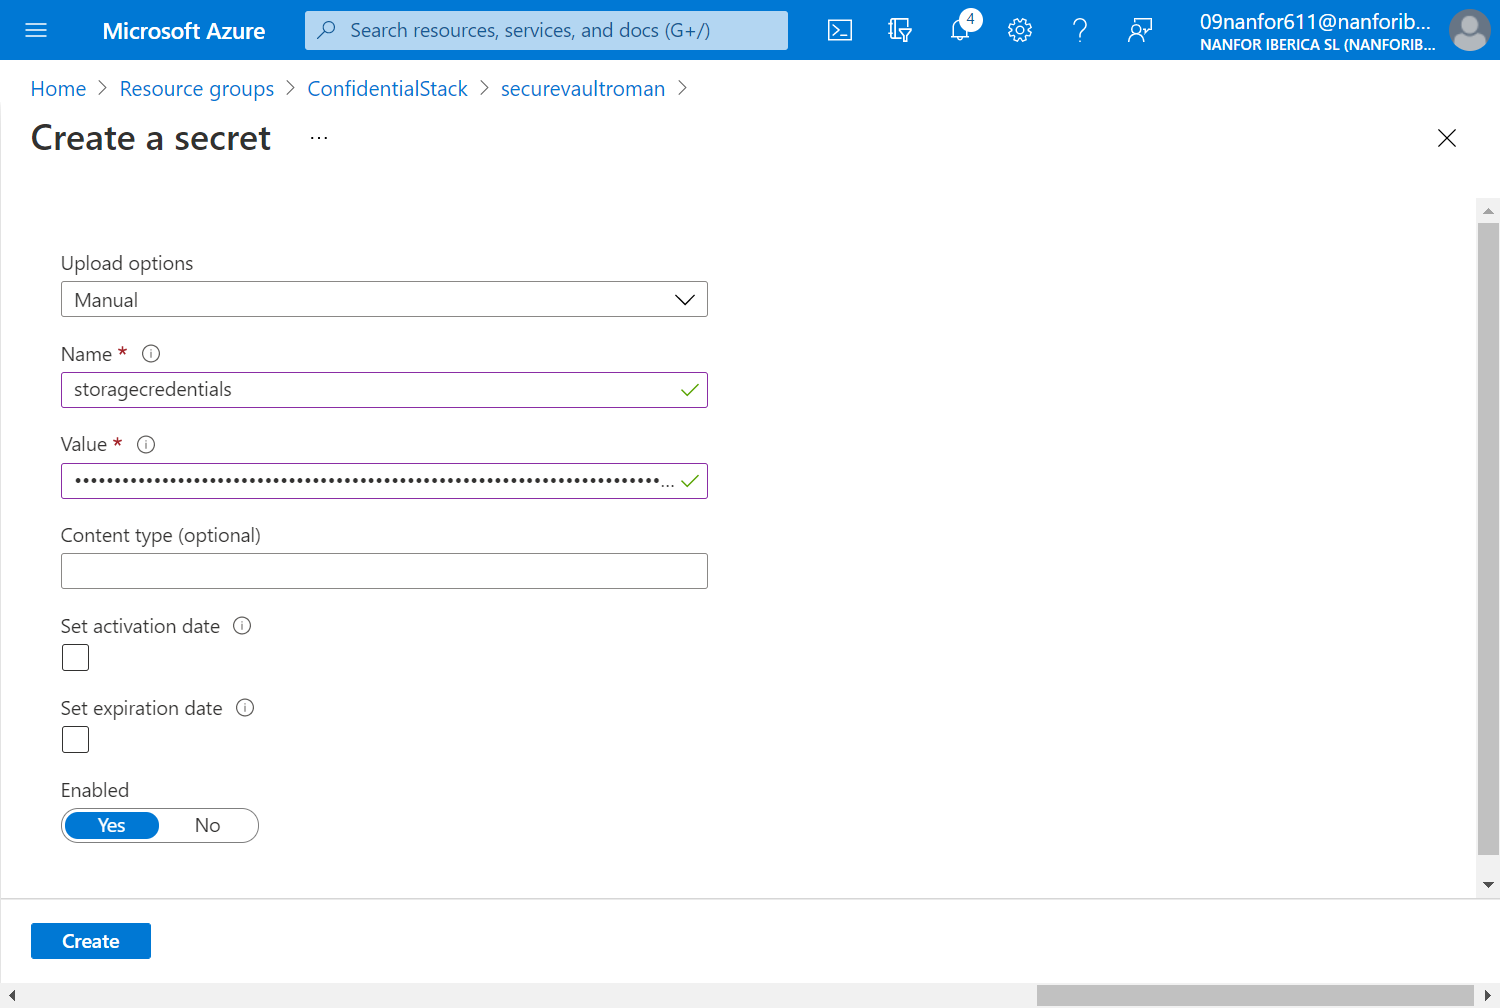 Microsoft Azure
Search resources, services, and docs (G+/)
4
09nanfor611@nanforib...
NANFOR IBERICA SL (NANFORIB...
Home > Resource groups > ConfidentialStack > securevaultroman >
Create a secret ...
Upload options
Manual
Name *
storagecredentials
Value *
••••••••••••••••••••••••••••••••••••••••••••••••••••••••••••••••••••••••••...
Content type (optional)
Set activation date
Set expiration date
Enabled
Yes No
Create